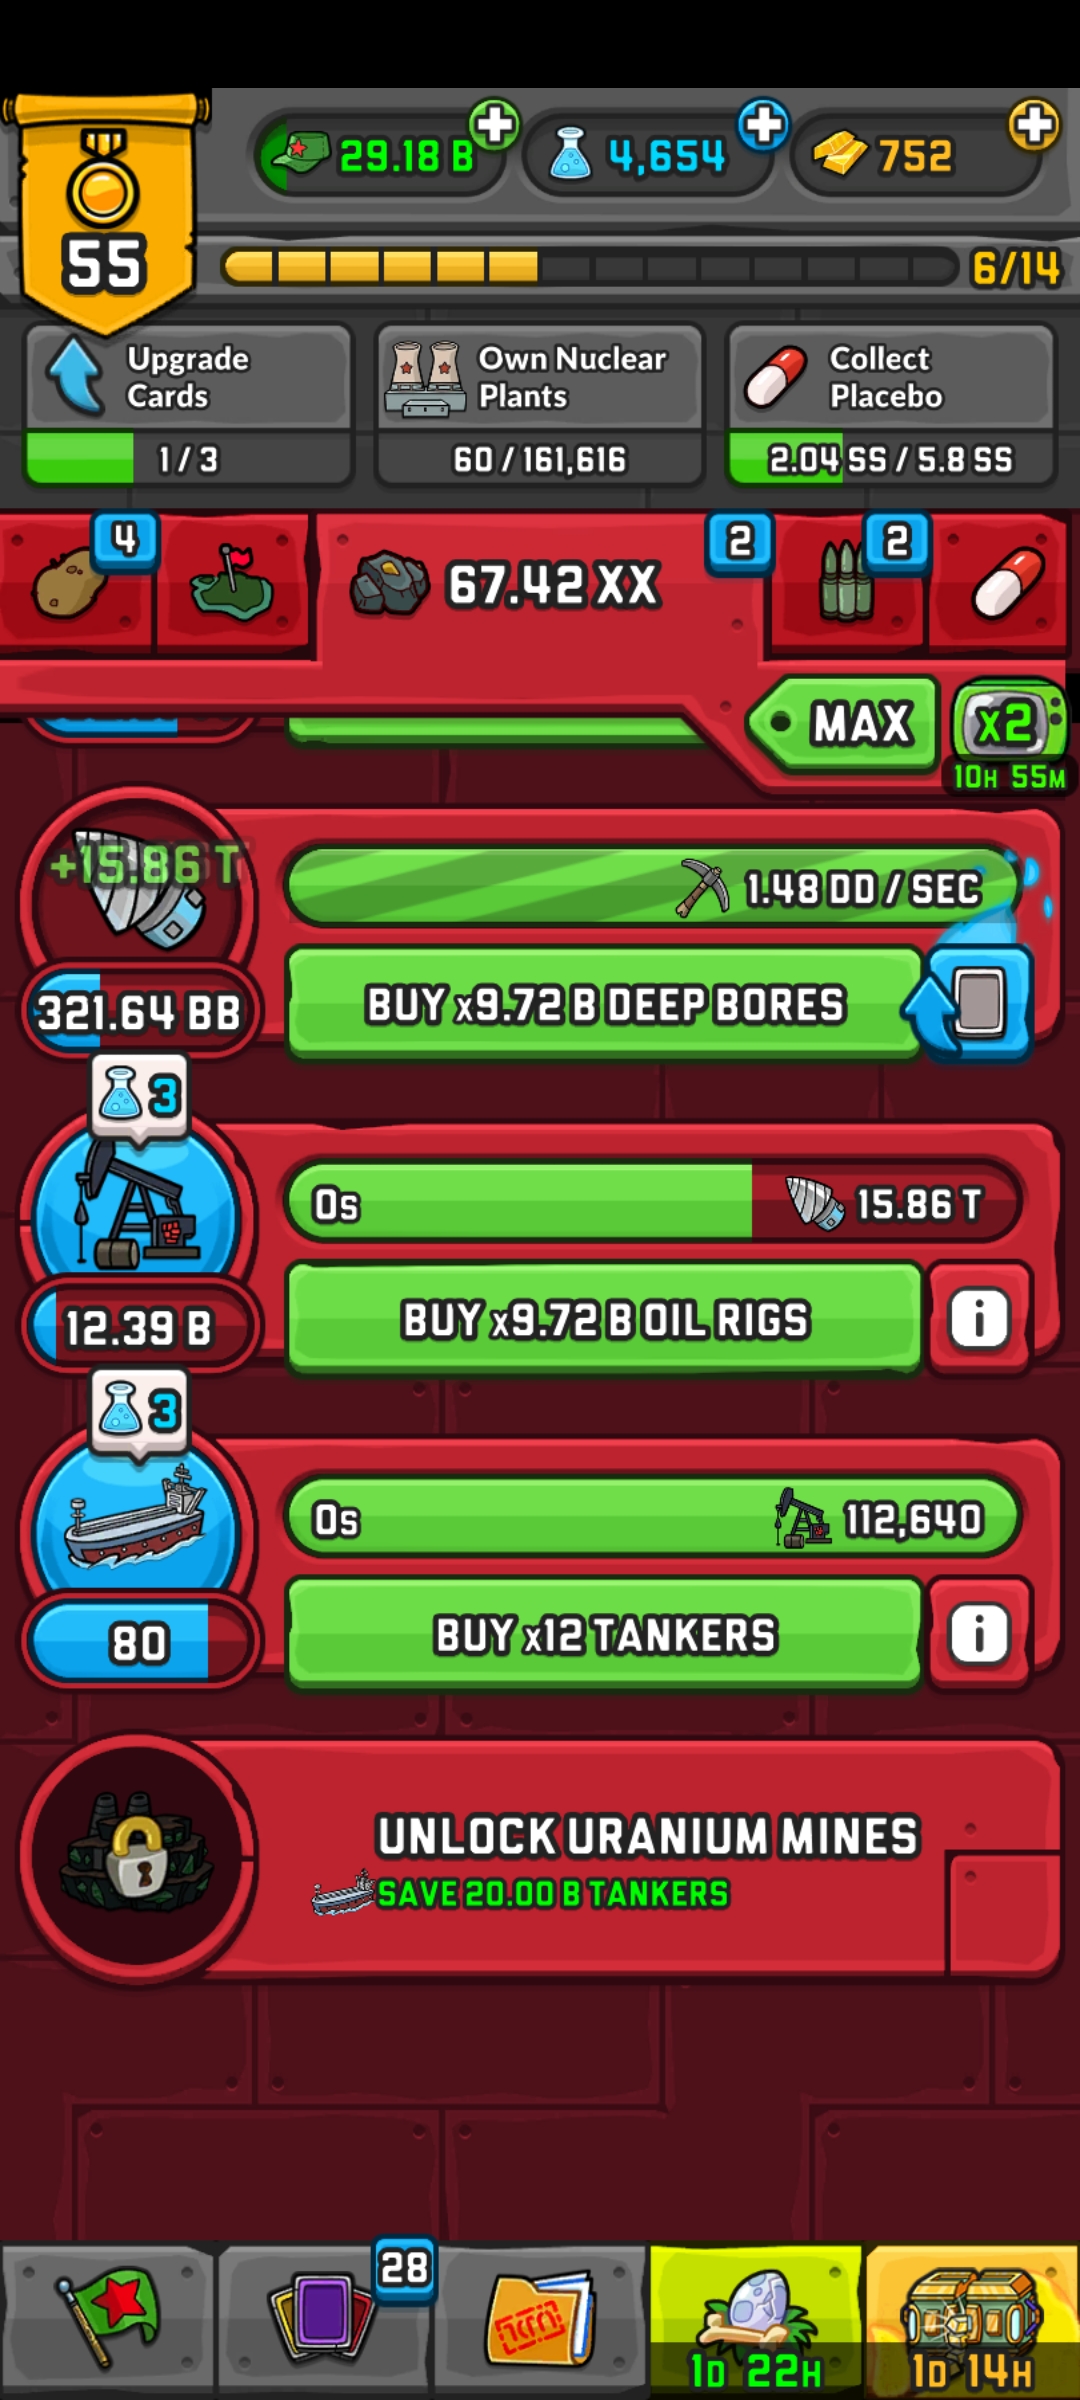 29.18 B
4,654
752
55
6/14
Upgrade
Cards
1 / 3
Own Nuclear
Plants
60 / 161,616
Collect
Placebo
2.04 SS / 5.8 SS
4
67.42 XX
2
2
MAX
x2
10H 55M
+15.86 T
1.48 DD / SEC
321.64 BB
BUY x9.72 B DEEP BORES
3
0s
15.86 T
12.39 B
BUY x9.72 B OIL RIGS
i
3
0s
112,640
80
BUY x12 TANKERS
i
UNLOCK URANIUM MINES
SAVE 20.00 B TANKERS
28
1D 22H
1D 14H